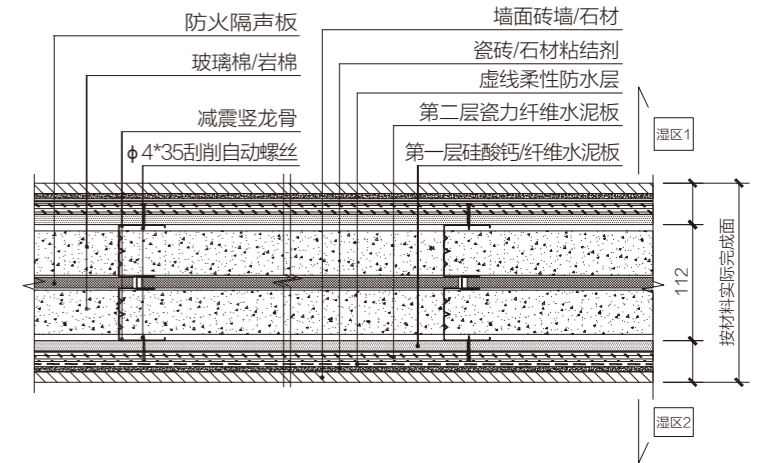 防火隔声板
玻璃棉/岩棉
减震竖龙骨
ϕ4*35刮削自动螺丝
墙面砖墙/石材
瓷砖/石材粘结剂
虚线柔性防水层
第二层瓷力纤维水泥板
第一层硅酸钙/纤维水泥板
湿区1
112
按材料实际完成面
湿区2